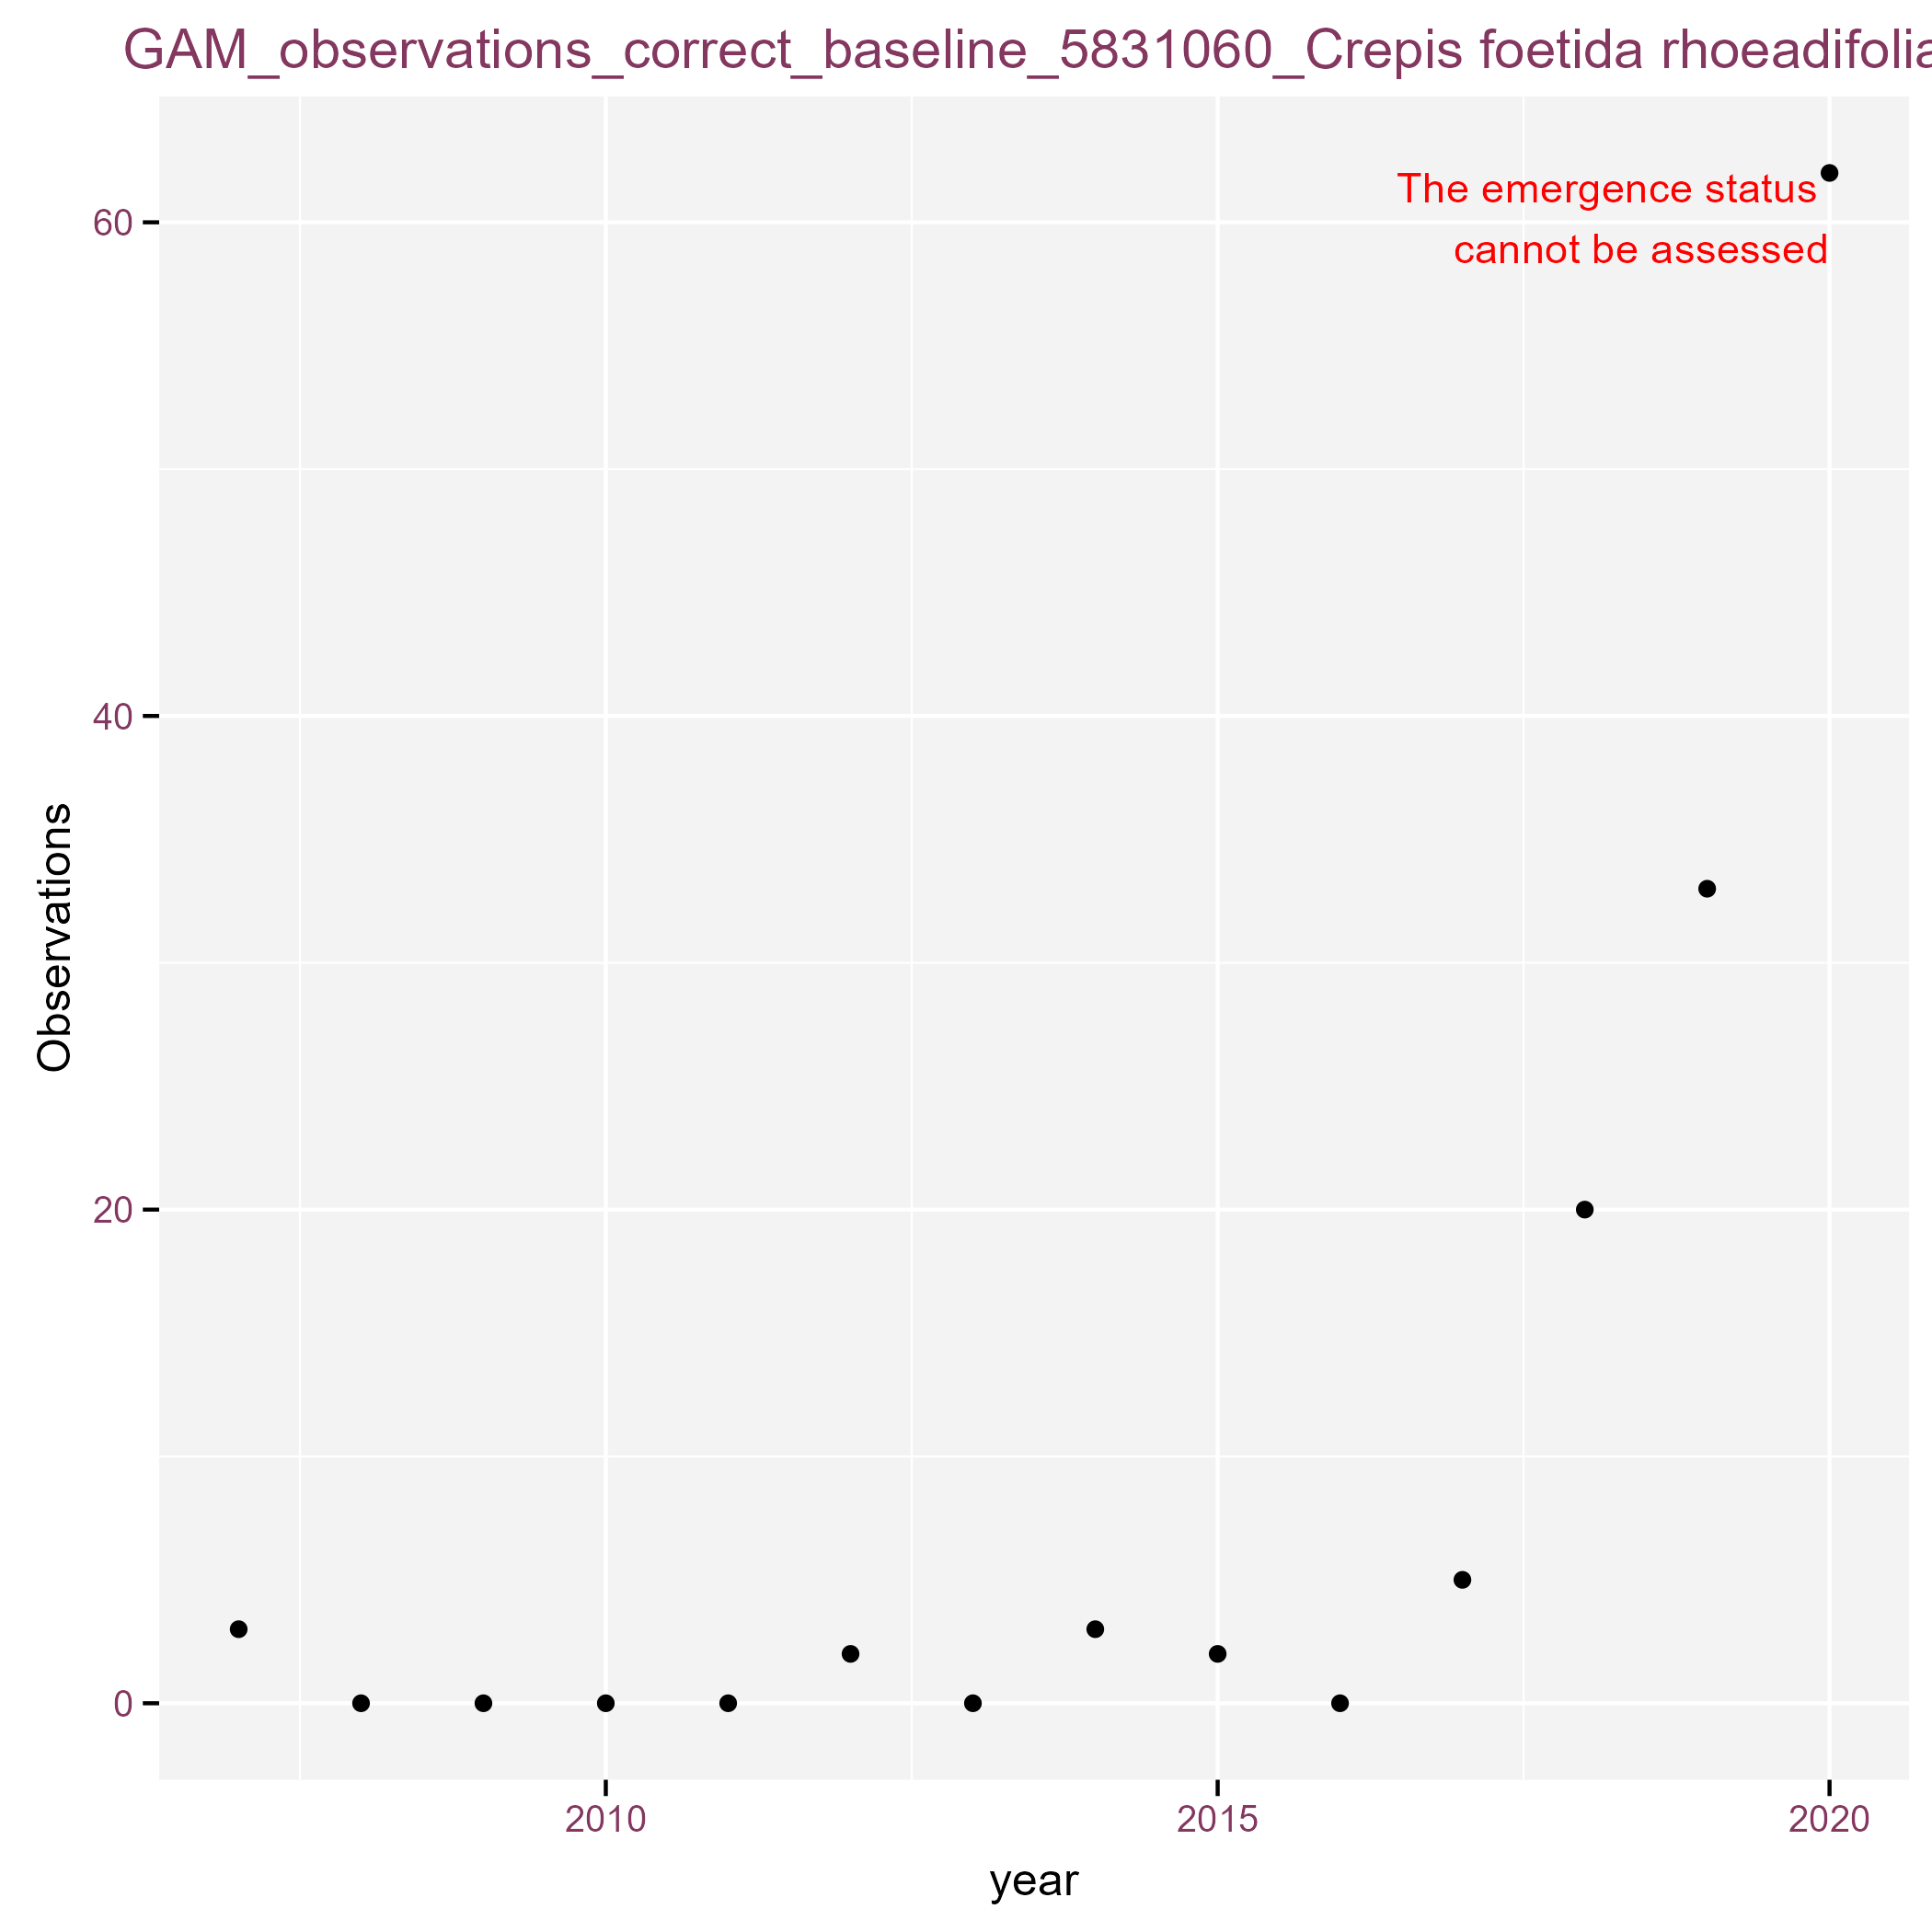 GAM_observations_correct_baseline_5831060_Crepis foetida rhoeadifolia
The emergence status
cannot be assessed
60
40
20
0
Observations
2010
2015
2020
year